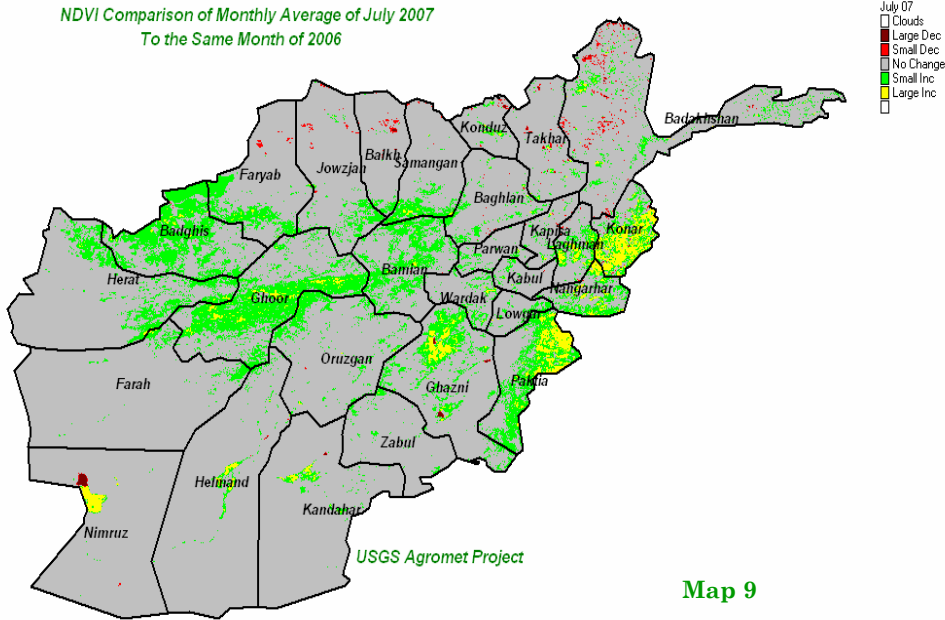 NDVI Comparison of Monthly Average of July 2007
To the Same Month of 2006
July 07
Clouds
Large Dec
Small Dec
No Change
Small Inc
Large Inc
Badakhshan
Konduz
Takhar
Balkh
Samangan
Jowzjan
Faryab
Baghlan
Badghis
Kapisa
Konar
Laghman
Parwan
Bamian
Kabul
Herat
Ghoor
Wardak
Nangarhar
Lowgar
Oruzgan
Farah
Ghazni
Paktia
Zabul
Helmand
Kandahar
Nimruz
USGS Agromet Project
Map 9